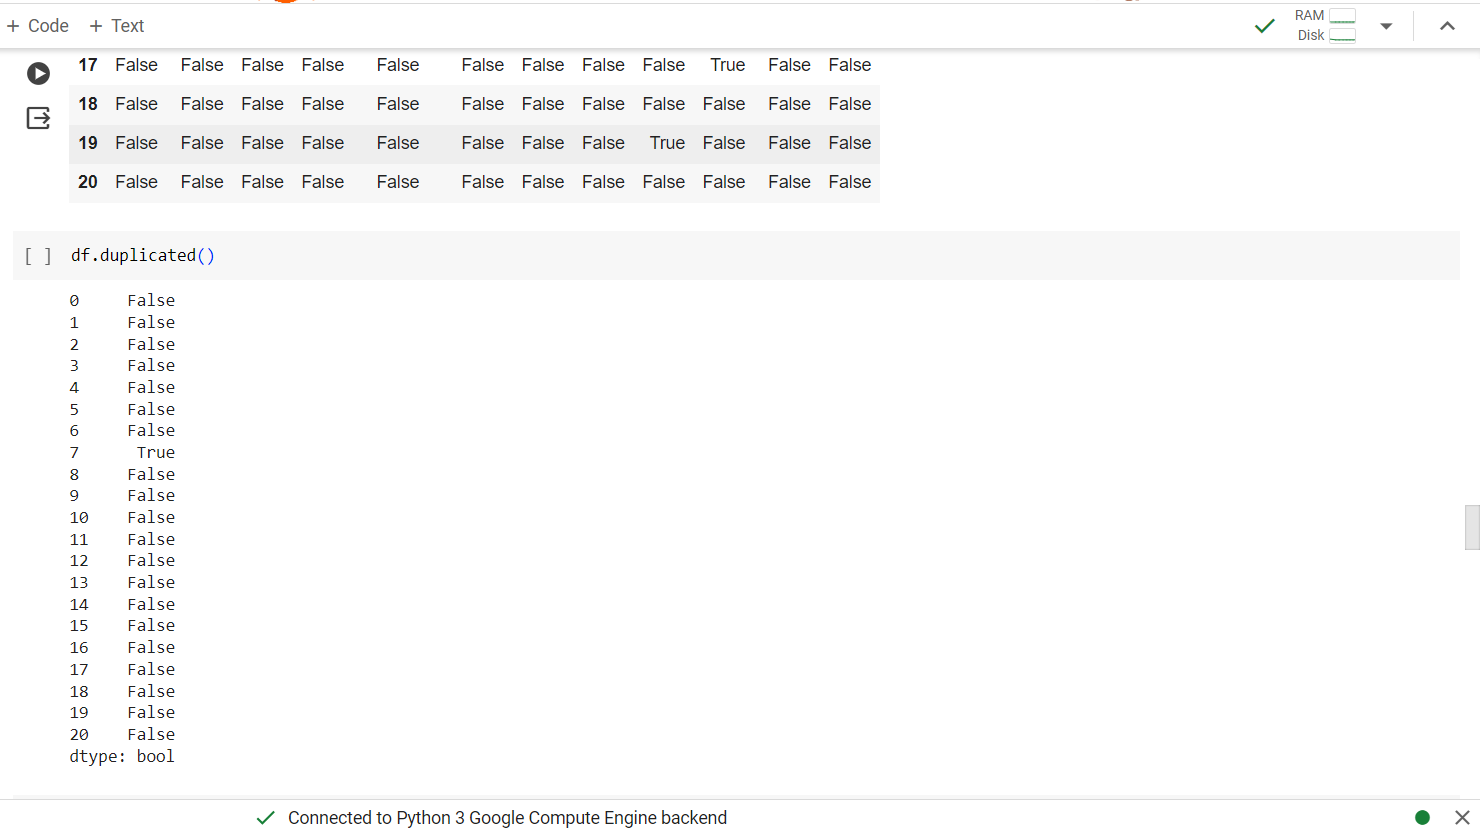 + Code + Text RAM
Disk
17 False False False False False False False False False True False False
18 False False False False False False False False False False False False
19 False False False False False False False False True False False False
20 False False False False False False False False False False False False
[ ] df.duplicated()
0 False
1 False
2 False
3 False
4 False
5 False
6 False
7 True
8 False
9 False
10 False
11 False
12 False
13 False
14 False
15 False
16 False
17 False
18 False
19 False
20 False
dtype: bool
Connected to Python 3 Google Compute Engine backend